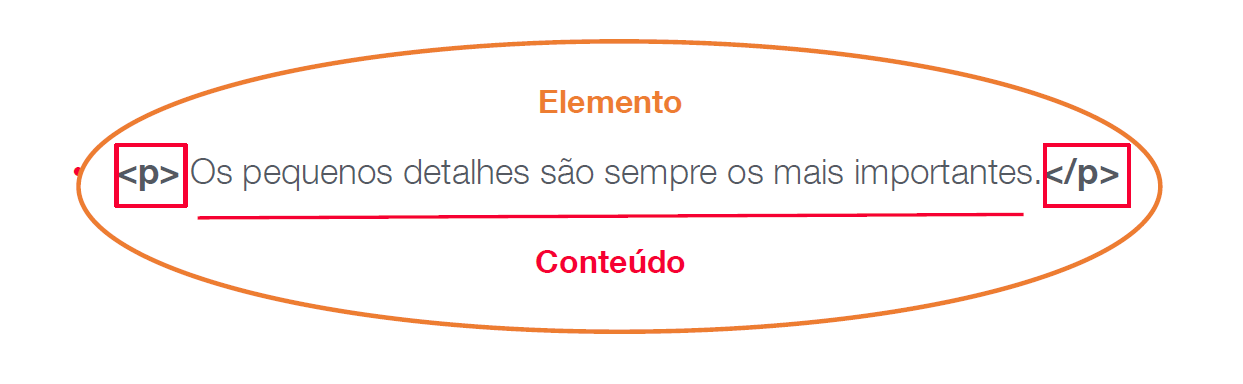 Elemento
<p> Os pequenos detalhes são sempre os mais importantes.</p>
Conteúdo